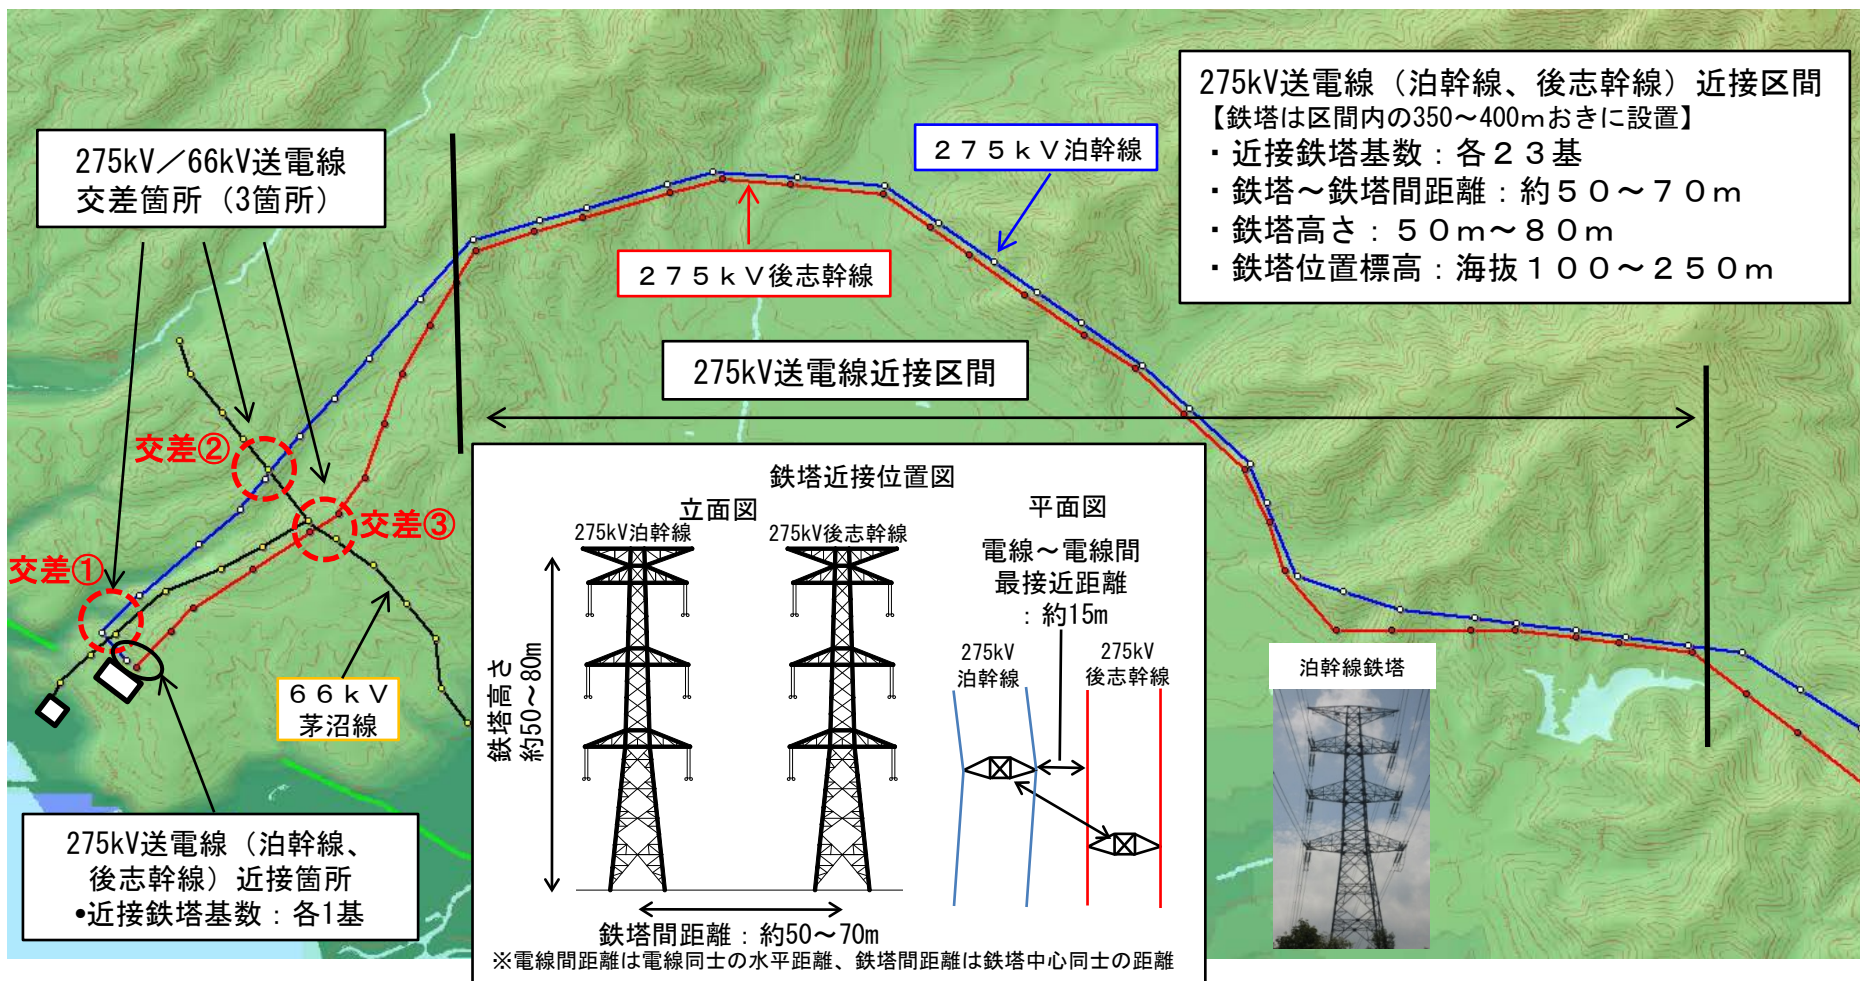 275kV送電線（泊幹線、後志幹線）近接区間
【鉄塔は区間内の350～400mおきに設置】
・近接鉄塔基数：各２３基
・鉄塔～鉄塔間距離：約５０～７０ｍ
・鉄塔高さ：５０ｍ～８０ｍ
・鉄塔位置標高：海抜１００～２５０ｍ
275kV／66kV送電線
交差箇所（3箇所）
２７５ｋＶ泊幹線
２７５ｋＶ後志幹線
275kV送電線近接区間
交差②
交差③
交差①
６６ｋＶ
茅沼線
275kV送電線（泊幹線、
後志幹線）近接箇所
•近接鉄塔基数：各1基
鉄塔近接位置図
立面図
275kV泊幹線
275kV後志幹線
鉄塔高さ
約50～80m
鉄塔間距離：約50～70m
平面図
電線～電線間
最接近距離
：約15m
275kV
泊幹線
275kV
後志幹線
※電線間距離は電線同士の水平距離、鉄塔間距離は鉄塔中心同士の距離
泊幹線鉄塔